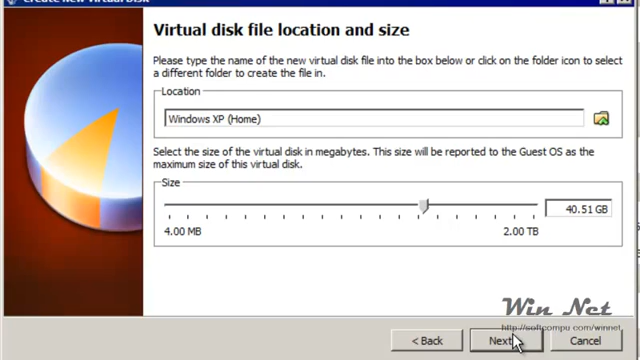 Create New Virtual Disk
Virtual disk file location and size
Please type the name of the new virtual disk file into the box below or click on the folder icon to select
a different folder to create the file in.
Location
Windows XP (Home)
Select the size of the virtual disk in megabytes. This size will be reported to the Guest OS as the
maximum size of this virtual disk.
Size
40.51 GB
4.00 MB
2.00 TB
Win Net
http://softcompu.com/winnet
< Back
Next
Cancel